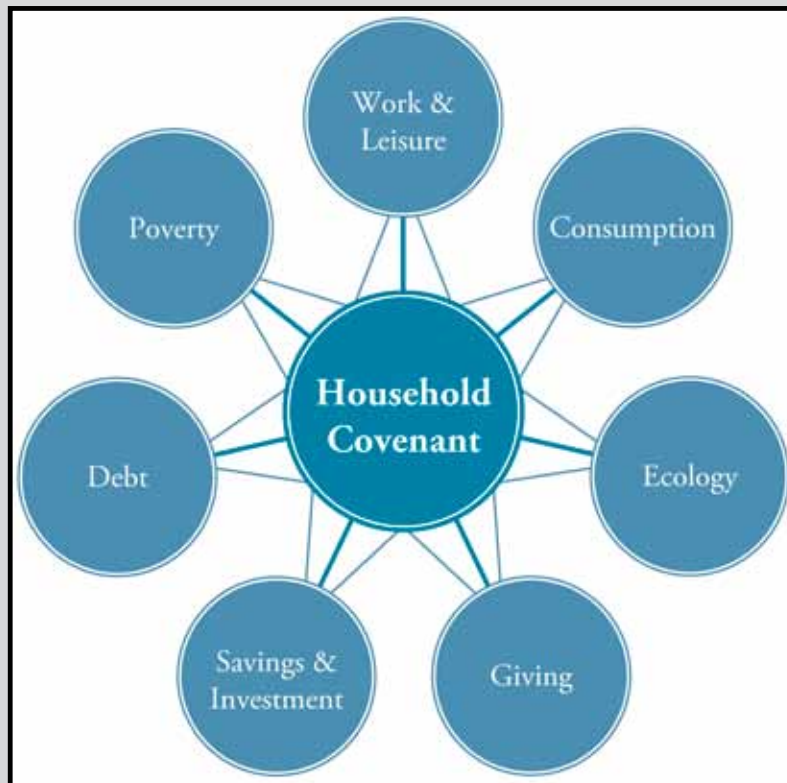 Work &
Leisure
Poverty
Consumption
Household
Covenant
Debt
Ecology
Savings &
Investment
Giving